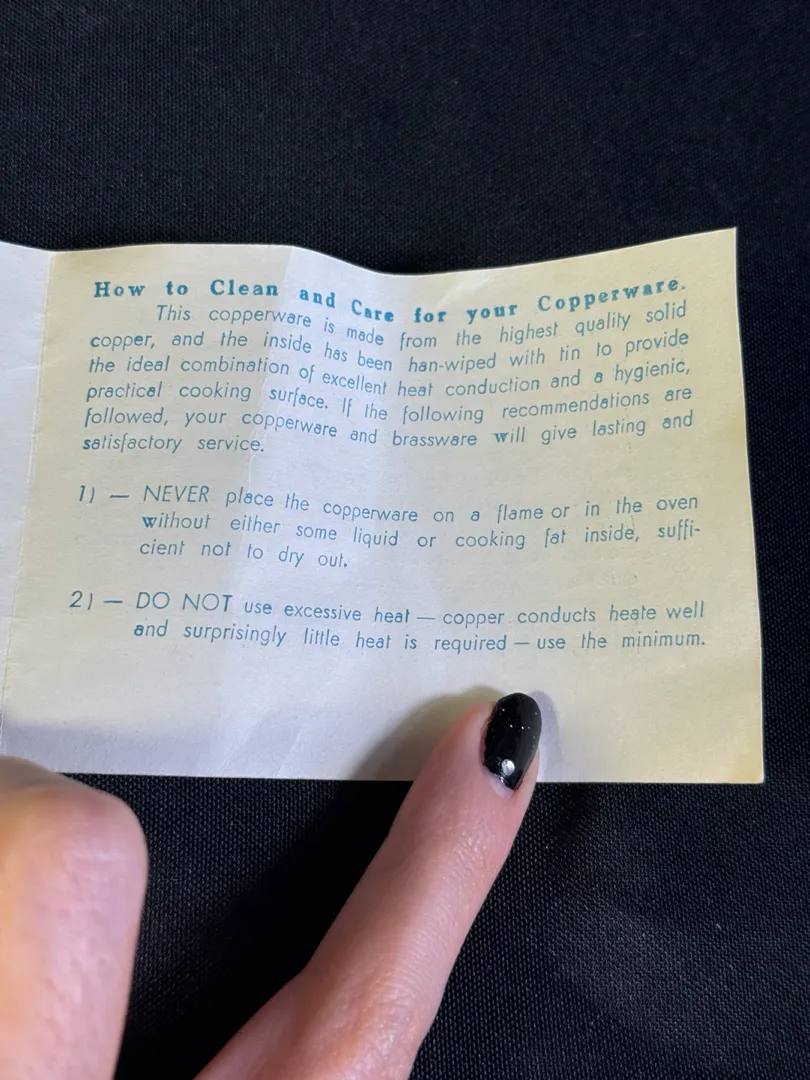 How to Clean and Care for your Copperware.
This copperware is made from the highest quality solid
copper, and the inside has been han-wiped with tin to provide
the ideal combination of excellent heat conduction and a hygienic,
practical cooking surface. If the following recommendations are
followed, your copperware and brassware will give lasting and
satisfactory service.
1) — NEVER place the copperware on a flame or in the oven
without either some liquid or cooking fat inside, suffi-
cient not to dry out.
2) — DO NOT use excessive heat — copper conducts heate well
and surprisingly little heat is required — use the minimum.